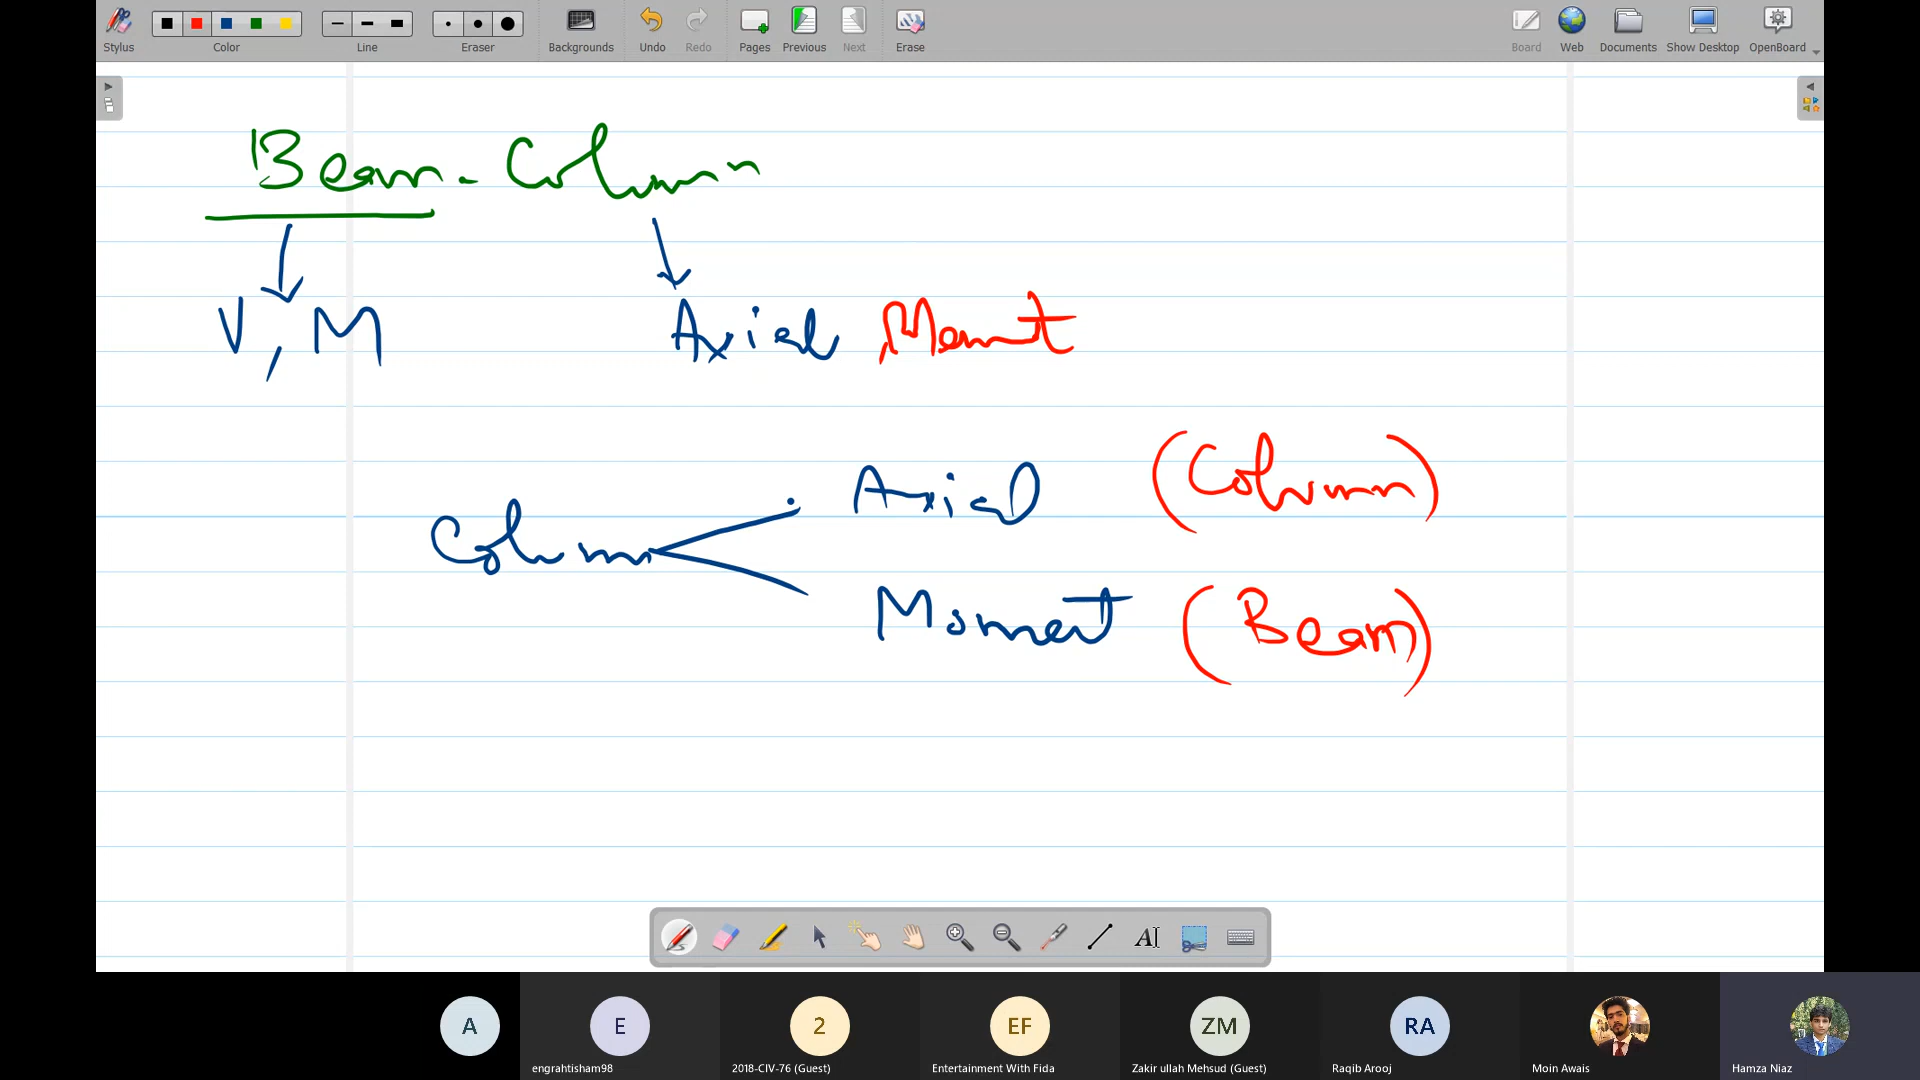 Stylus Color Line Eraser Backgrounds Undo Redo Pages Previous Next Erase Board Web Documents Show Desktop OpenBoard
Beam - Column
V, M Axial, Moment
Axial (Column)
Column
Moment (Beam)
A E 2 EF ZM RA
engrahtisham98 2018-CIV-76 (Guest) Entertainment With Fida Zakir ullah Mehsud (Guest) Raqib Arooj Moin Awais Hamza Niaz